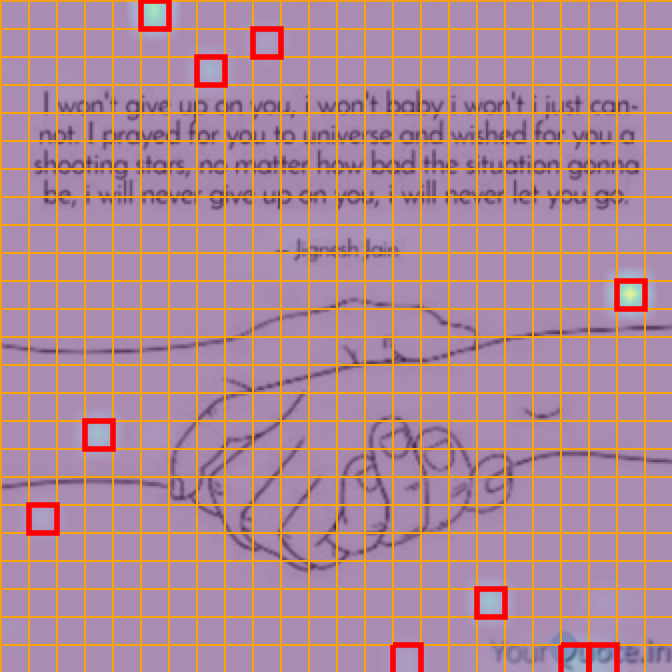 I won't give up on you, i won't baby i won't i just can-
not. I prayed for you to universe and wished for you a
shooting stars, no matter how bad the situation gonna
be, i will never give up on you, i will never let you go.
-- Jignesh Jain
YourQuote.in